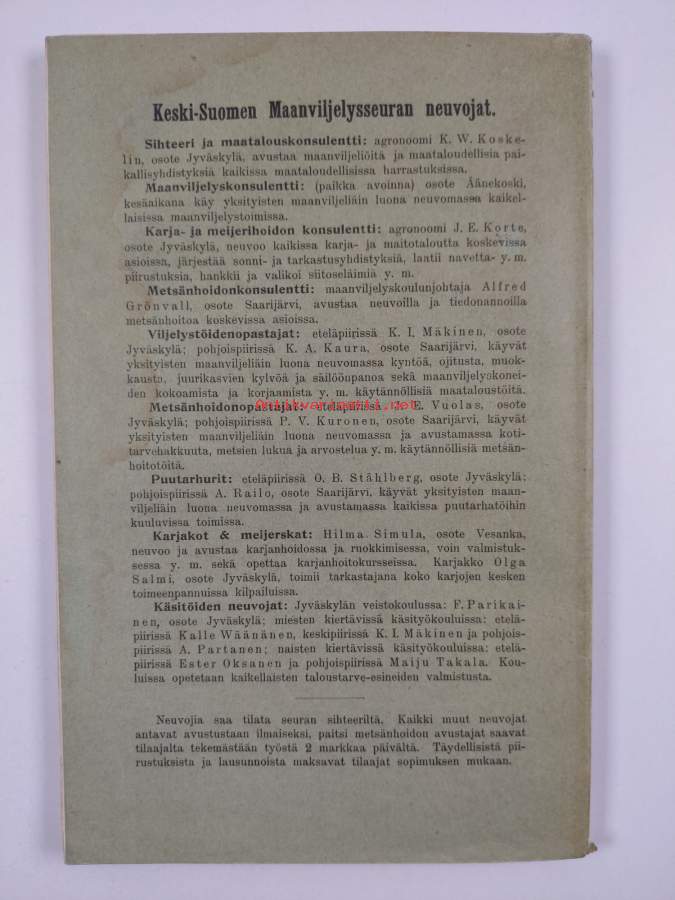 Keski-Suomen Maanviljelysseuran neuvojat.
Sihteeri ja maatalouskonsulentti: agronoomi K. W. Koske-
lin, osote Jyväskylä, avustaa maanviljeliöitä ja maataloudellisia pai-
kallisyhdistyksiä kaikissa maataloudellisissa harrastuksissa.
Maanviljelyskonsulentti: (paikka avoinna) osote Äänekoski,
kesäaikana käy yksityisten maanviljeliäin luona neuvomassa kaikel-
laisissa maanviljelystoimissa.
Karja- ja meijerihoidon konsulentti: agronoomi J. E. Korte,
osote Jyväskylä, neuvoo kaikissa karja- ja maitotaloutta koskevissa
asioissa, järjestää sonni- ja tarkastusyhdistyksiä, laatii navetta- y. m.
piirustuksia, hankkii ja valikoi siitoseläimiä y. m.
Metsänhoidonkonsulentti: maanviljelyskoulunjohtaja Alfred
Grönvall, osote Saarijärvi, avustaa neuvoilla ja tiedonannoilla
metsänhoitoa koskevissa asioissa.
Viljelystöidenopastajat: eteläpiirissä K. I. Mäkinen, osote
Jyväskylä; pohjoispiirissä K. A. Kaura, osote Saarijärvi, käyvät
yksityisten maanviljeliäin luona neuvomassa kyntöä, ojitusta, muok-
kausta, juurikasvien kylvöä ja säilöönpanoa sekä maanviljelyskonei-
den kokoamista ja korjaamista y. m. käytännöllisiä maataloustöitä.
Metsänhoidonopastajat: eteläpiirissä J. E. Vuolas, osote
Jyväskylä; pohjoispiirissä P. V. Kuronen, osote Saarijärvi, käyvät
yksityisten maanviljeliäin luona neuvomassa ja avustamassa koti-
tarvehakkuuta, metsien lukua ja arvostelua y. m. käytännöllisiä metsän-
hoitotöitä.
Puutarhurit: eteläpiirissä O. B. Ståhlberg, osote Jyväskylä;
pohjoispiirissä A. Railo, osote Saarijärvi, käyvät yksityisten maan-
viljeliäin luona neuvomassa ja avustamassa kaikissa puutarhatöihin
kuuluvissa toimissa.
Karjakot & meijerskat: Hilma Simula, osote Vesanka,
neuvoo ja avustaa karjanhoidossa ja ruokkimisessa, voin valmistuk-
sessa y. m. sekä opettaa karjanhoitokursseissa. Karjakko Olga
Salmi, osote Jyväskylä, toimii tarkastajana koko karjojen kesken
toimeenpannuissa kilpailuissa.
Käsitöiden neuvojat: Jyväskylän veistokoulussa: F. Parikai-
nen, osote Jyväskylä; miesten kiertävissä käsityökouluissa: etelä-
piirissä Kalle Wäänänen, keskipiirissä K. I. Mäkinen ja pohjois-
piirissä A. Partanen; naisten kiertävissä käsityökouluissa: etelä-
piirissä Ester Oksanen ja pohjoispiirissä Maiju Takala. Kou-
luissa opetetaan kaikellaisten taloustarve-esineiden valmistusta.
Neuvojia saa tilata seuran sihteeriltä. Kaikki muut neuvojat
antavat avustustaan ilmaiseksi, paitsi metsänhoidon avustajat saavat
tilaajalta tekemästään työstä 2 markkaa päivältä. Täydellisistä pii-
rustuksista ja lausunnoista maksavat tilaajat sopimuksen mukaan.